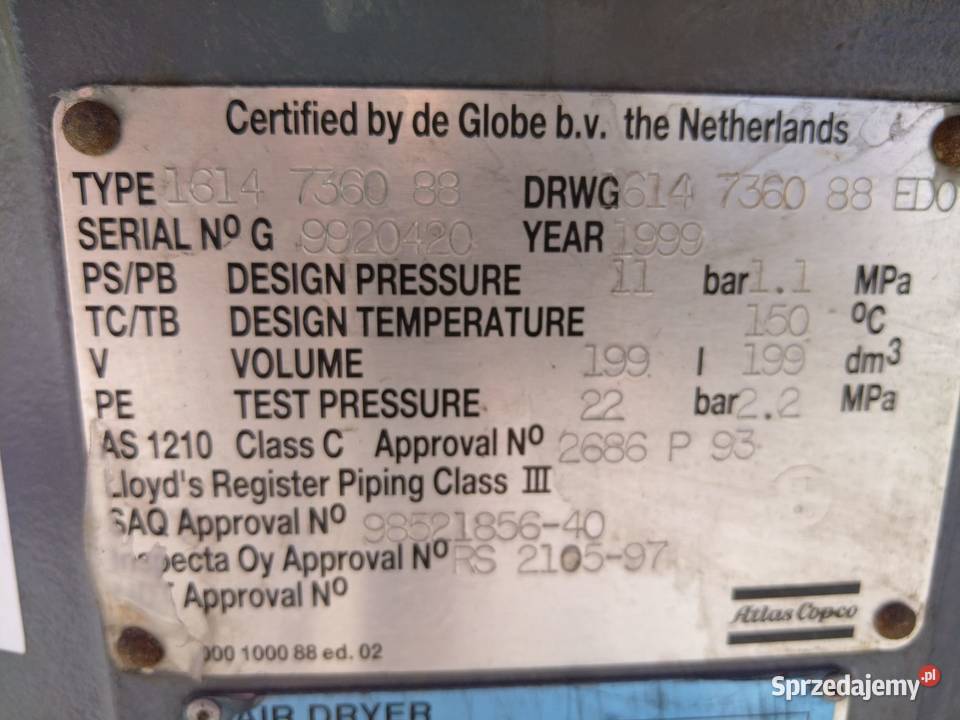 Certified by de Globe b.v. the Netherlands
TYPE 1614 7360 88 DRWG 1614 7360 88 ED0
SERIAL Nº G 9920420 YEAR 1999
PS/PB DESIGN PRESSURE 11 bar 1.1 MPa
TC/TB DESIGN TEMPERATURE 150 ºC
V VOLUME 199 l 199 dm³
PE TEST PRESSURE 22 bar 2.2 MPa
AS 1210 Class C Approval Nº 2686 P 93
Lloyd's Register Piping Class III
SAQ Approval Nº 98521856-40
Oy Approval Nº RS 2105-97
Approval Nº
Atlas Copco
1000 88 ed. 02
AIR DRYER
Sprzedajemy.pl